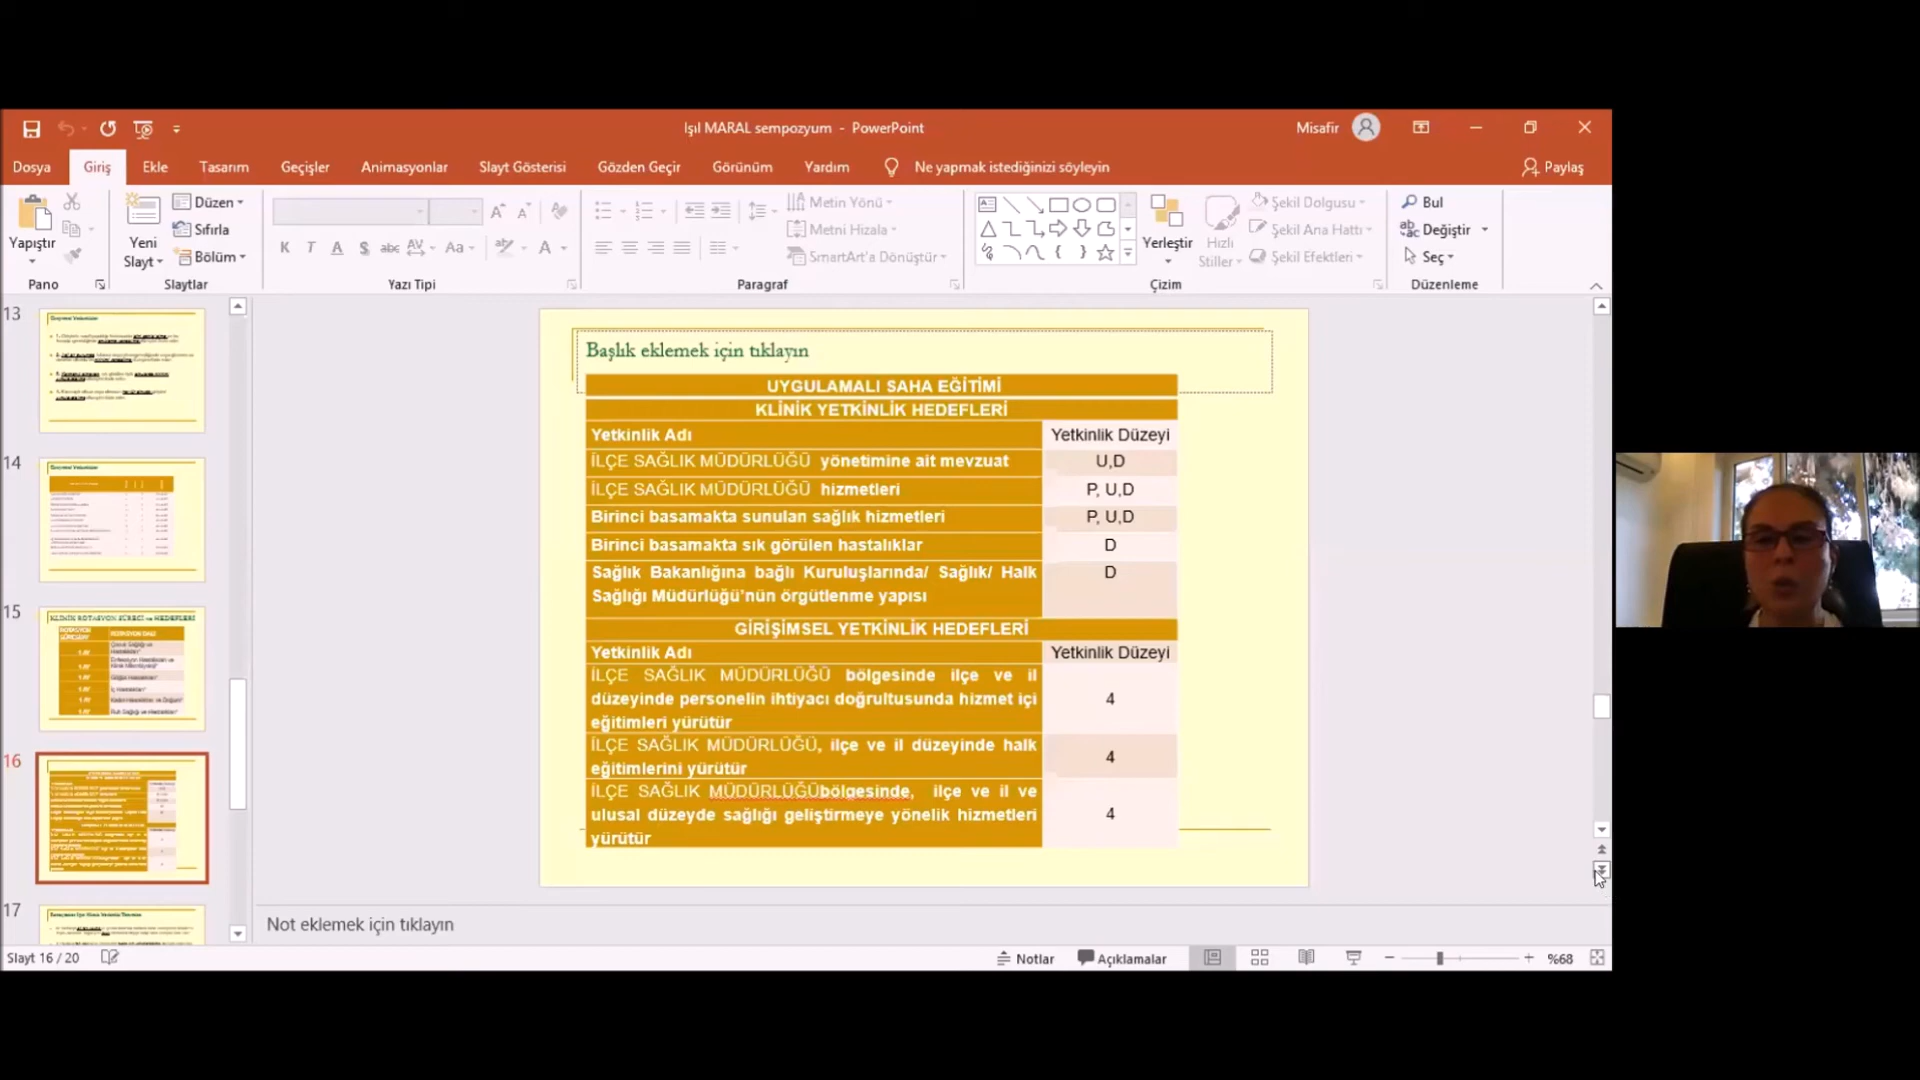 Işıl MARAL sempozyum - PowerPoint
Misafir
Dosya Giriş Ekle Tasarım Geçişler Animasyonlar Slayt Gösterisi Gözden Geçir Görünüm Yardım Ne yapmak istediğinizi söyleyin Paylaş
Yapıştır
Pano
Yeni Slayt
Düzen
Sıfırla
Bölüm
Slaytlar
K T A S abc AV Aa A
Yazı Tipi
Metin Yönü
Metni Hizala
SmartArt'a Dönüştür
Paragraf
Yerleştir
Hızlı Stiller
Şekil Dolgusu
Şekil Ana Hattı
Şekil Efektleri
Çizim
Bul
Değiştir
Seç
Düzenleme
13
14
15
KLİNİK ROTASYON SÜRECİ ve HEDEFLERİ
16
17
Başlık eklemek için tıklayın
UYGULAMALI SAHA EĞİTİMİ
KLİNİK YETKİNLİK HEDEFLERİ
Yetkinlik Adı Yetkinlik Düzeyi
İLÇE SAĞLIK MÜDÜRLÜĞÜ yönetimine ait mevzuat U,D
İLÇE SAĞLIK MÜDÜRLÜĞÜ hizmetleri P, U,D
Birinci basamakta sunulan sağlık hizmetleri P, U,D
Birinci basamakta sık görülen hastalıklar D
Sağlık Bakanlığına bağlı Kuruluşlarında/ Sağlık/ Halk D
Sağlığı Müdürlüğü'nün örgütlenme yapısı
GİRİŞİMSEL YETKİNLİK HEDEFLERİ
Yetkinlik Adı Yetkinlik Düzeyi
İLÇE SAĞLIK MÜDÜRLÜĞÜ bölgesinde ilçe ve il
düzeyinde personelin ihtiyacı doğrultusunda hizmet içi 4
eğitimleri yürütür
İLÇE SAĞLIK MÜDÜRLÜĞÜ, ilçe ve il düzeyinde halk
eğitimlerini yürütür 4
İLÇE SAĞLIK MÜDÜRLÜĞÜbölgesinde, ilçe ve il ve
ulusal düzeyde sağlığı geliştirmeye yönelik hizmetleri 4
yürütür
Not eklemek için tıklayın
Slayt 16 / 20
Notlar Açıklamalar %68